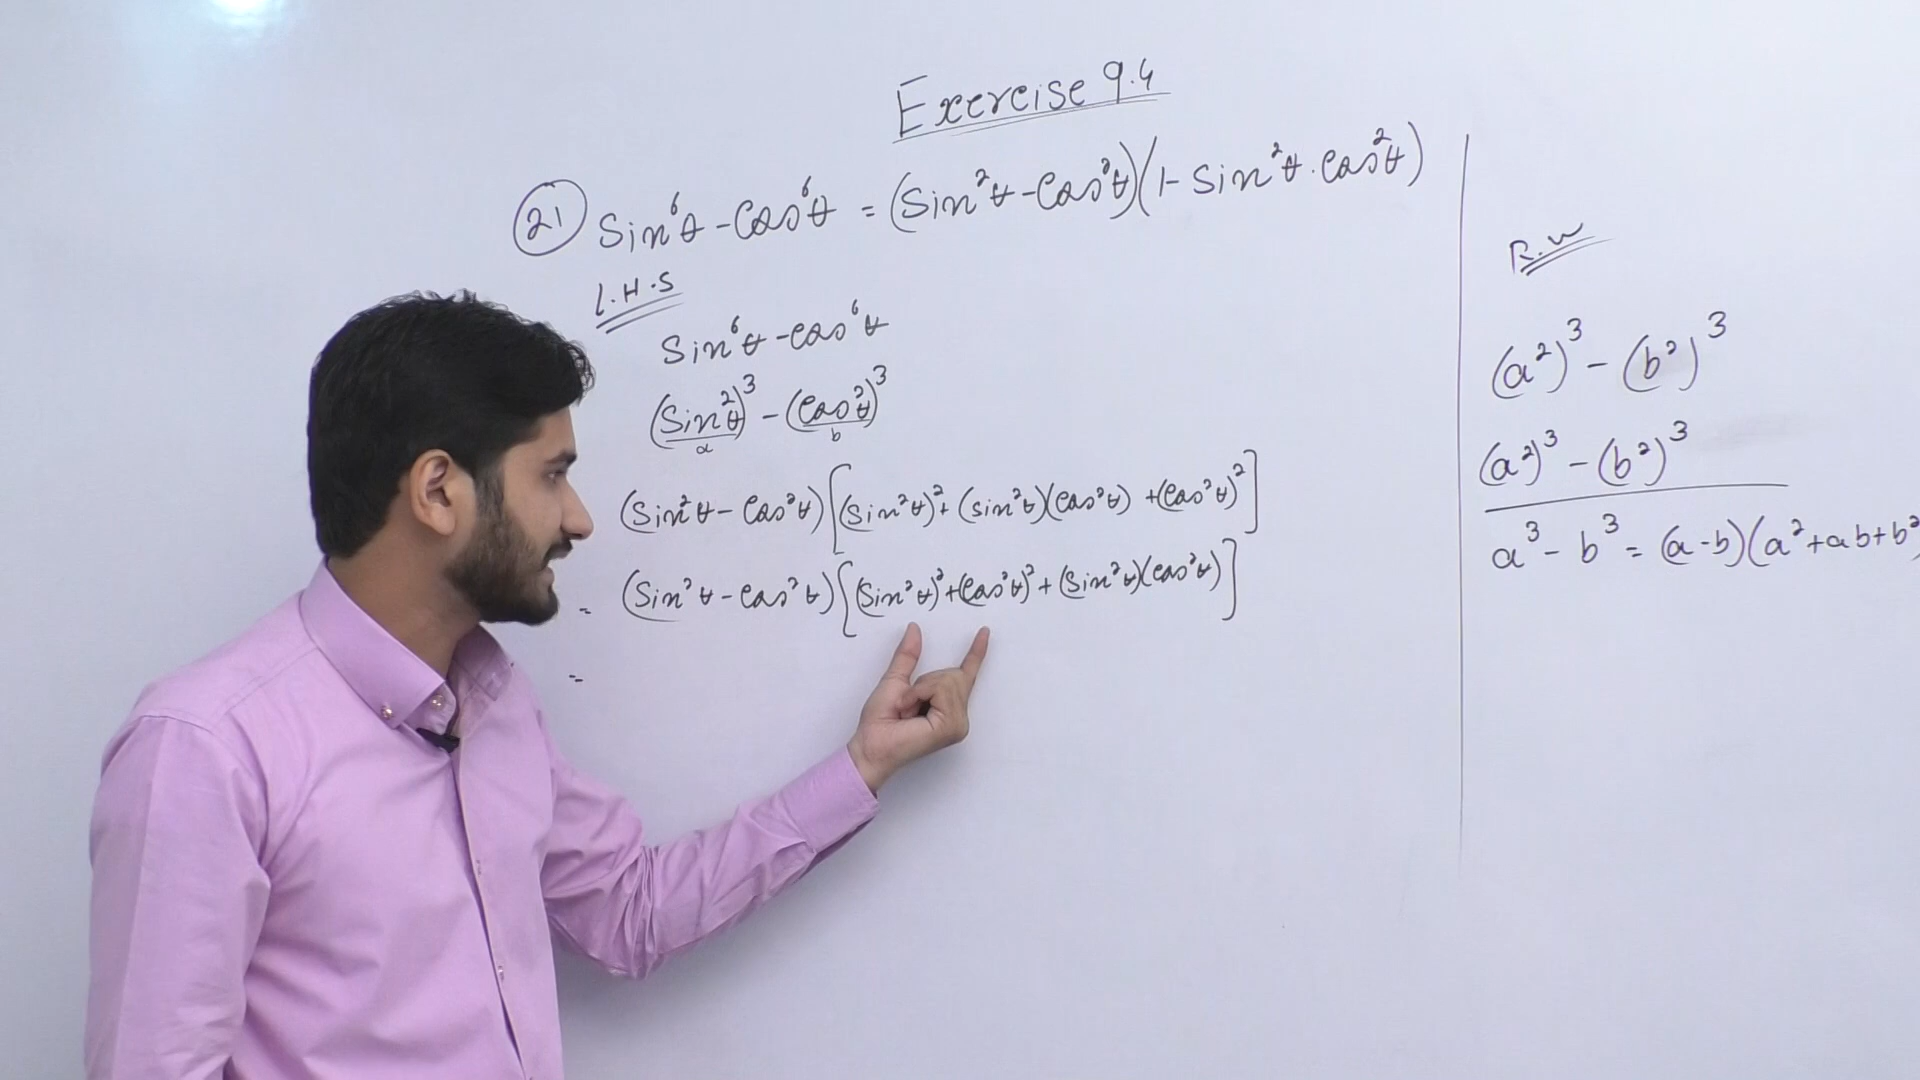 Exercise 9.4
21 Sin⁶θ - Cos⁶θ = (Sin²θ - Cos²θ)(1 - Sin²θ . Cos²θ)
L.H.S
Sin⁶θ - Cos⁶θ
(Sin²θ)³ - (Cos²θ)³
a b
(Sin²θ - Cos²θ)[(Sin²θ)² + (Sin²θ)(Cos²θ) + (Cos²θ)²]
= (Sin²θ - Cos²θ)[(Sin²θ)² + (Cos²θ)² + (Sin²θ)(Cos²θ)]
=
R.W
(a²)³ - (b²)³
(a²)³ - (b²)³
a³ - b³ = (a - b)(a² + ab + b²